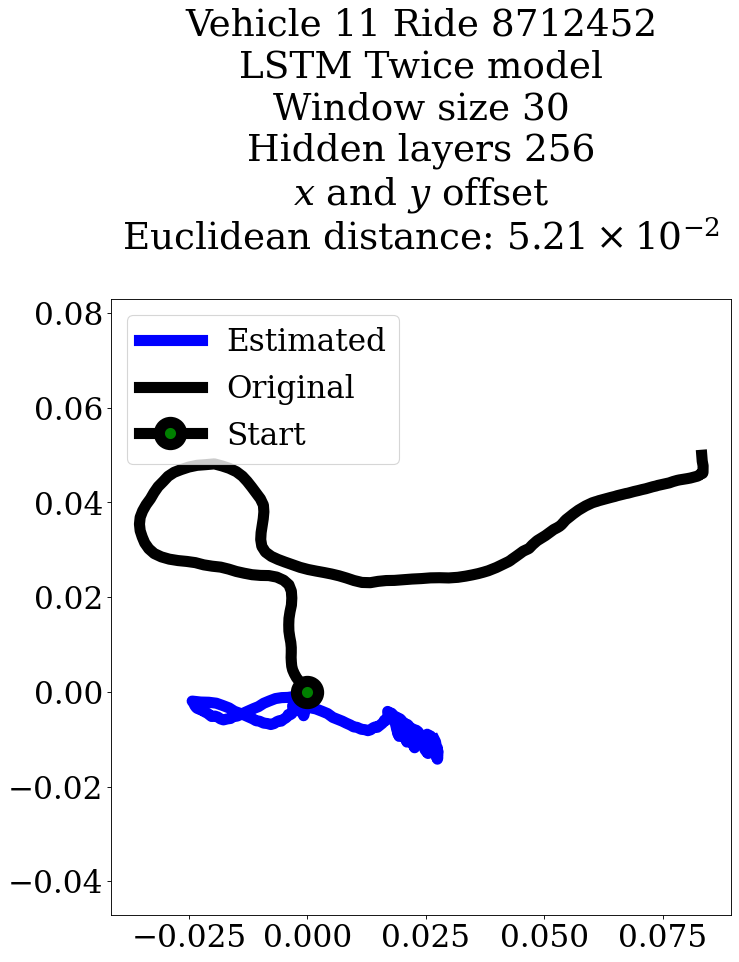 Vehicle 11 Ride 8712452
LSTM Twice model
Window size 30
Hidden layers 256
x and y offset
Euclidean distance: 5.21 × 10⁻²
Estimated
Original
Start
0.08
0.06
0.04
0.02
0.00
−0.02
−0.04
−0.025 0.000 0.025 0.050 0.075